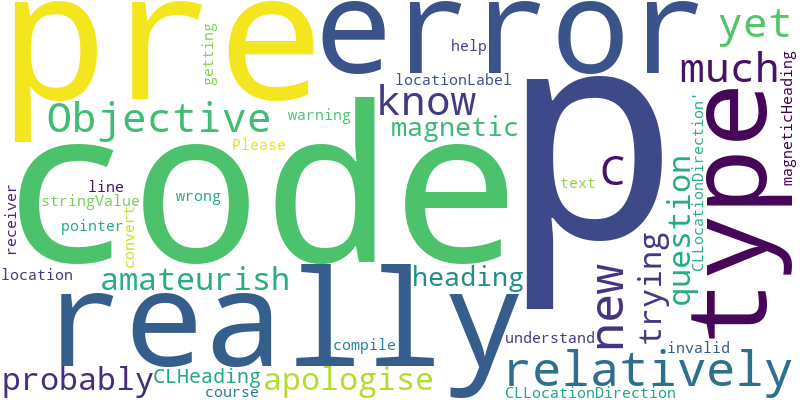 pre
error
yet
getting
help
much
magneticHeading
locationLabel
know
Objective
warning
magnetic
type
code
p
Please
C
text
line
receiver
stringValue
wrong
pointer
convert
question
CLLocationDirection'
location
amateurish
heading
new
trying
really
compile
understand
invalid
probably
CLHeading
apologise
relatively
course
CLLocationDirection